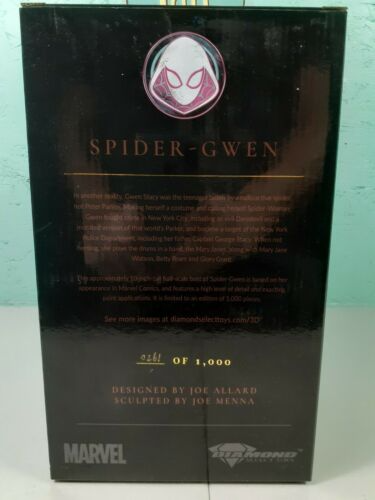 SPIDER-GWEN
In another reality, Gwen Stacy was the teenager bitten by a radioactive spider,
not Peter Parker. Making herself a costume and calling herself Spider-Woman,
Gwen fought crime in New York City, including an evil Daredevil and a
mutated version of that world's Parker, and became a target of the New York
Police Department, including her father, Captain George Stacy. When not
heroing, she plays the drums in a band, the Mary Janes, along with Mary Jane
Watson, Betty Brant and Glory Grant.
This approximately 10-inch-tall half-scale bust of Spider-Gwen is based on her
appearance in Marvel Comics, and features a high level of detail and exacting
paint applications. It is limited to an edition of 1,000 pieces.
See more images at diamondselecttoys.com/3D
0261 OF 1,000
DESIGNED BY JOE ALLARD
SCULPTED BY JOE MENNA
MARVEL
DIAMOND